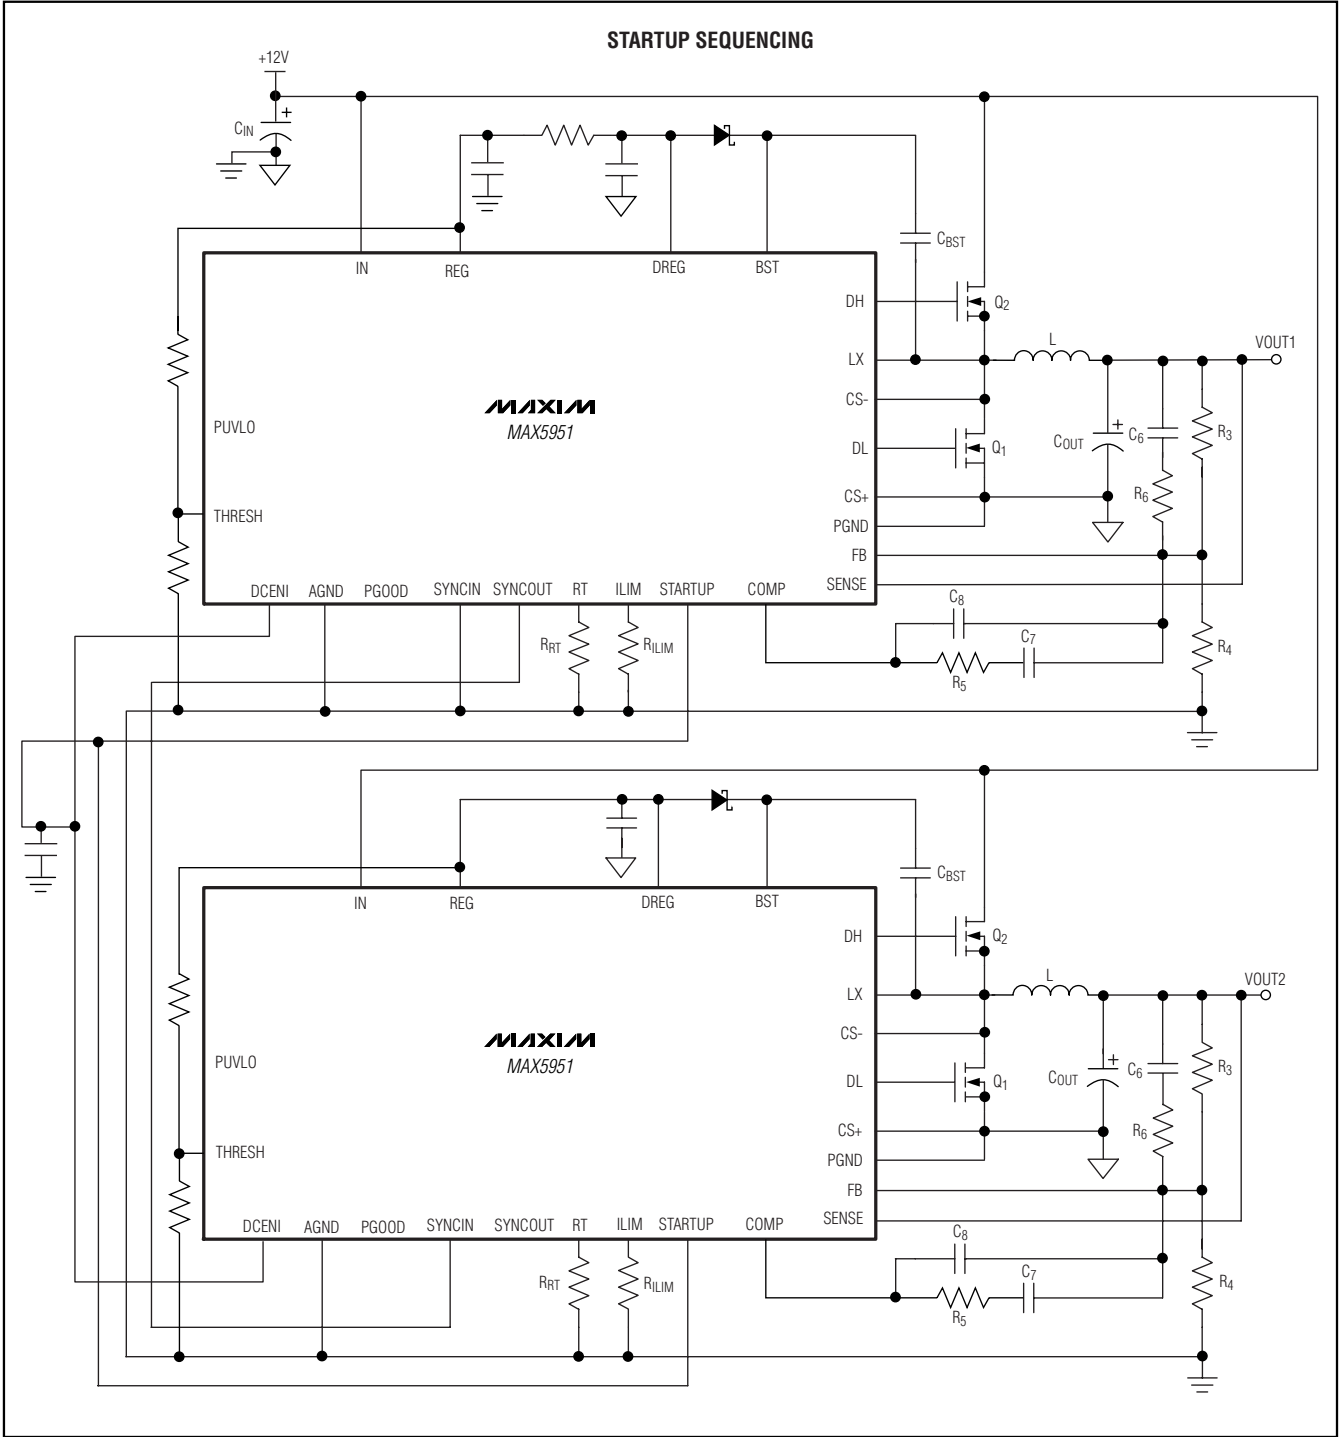 STARTUP SEQUENCING
+12V
+
CIN
CBST
IN
REG
DREG
BST
DH
Q2
LX
L
VOUT1
CS-
MAXIM
MAX5951
PUVLO
DL
Q1
COUT
+
C6
R3
CS+
R6
THRESH
PGND
FB
SENSE
DCENI
AGND
PGOOD
SYNCIN
SYNCOUT
RT
ILIM
STARTUP
COMP
C8
RRT
RILIM
C7
R4
R5
CBST
IN
REG
DREG
BST
DH
Q2
LX
L
VOUT2
CS-
MAXIM
MAX5951
PUVLO
DL
Q1
COUT
+
C6
R3
CS+
R6
THRESH
PGND
FB
SENSE
DCENI
AGND
PGOOD
SYNCIN
SYNCOUT
RT
ILIM
STARTUP
COMP
C8
RRT
RILIM
C7
R4
R5